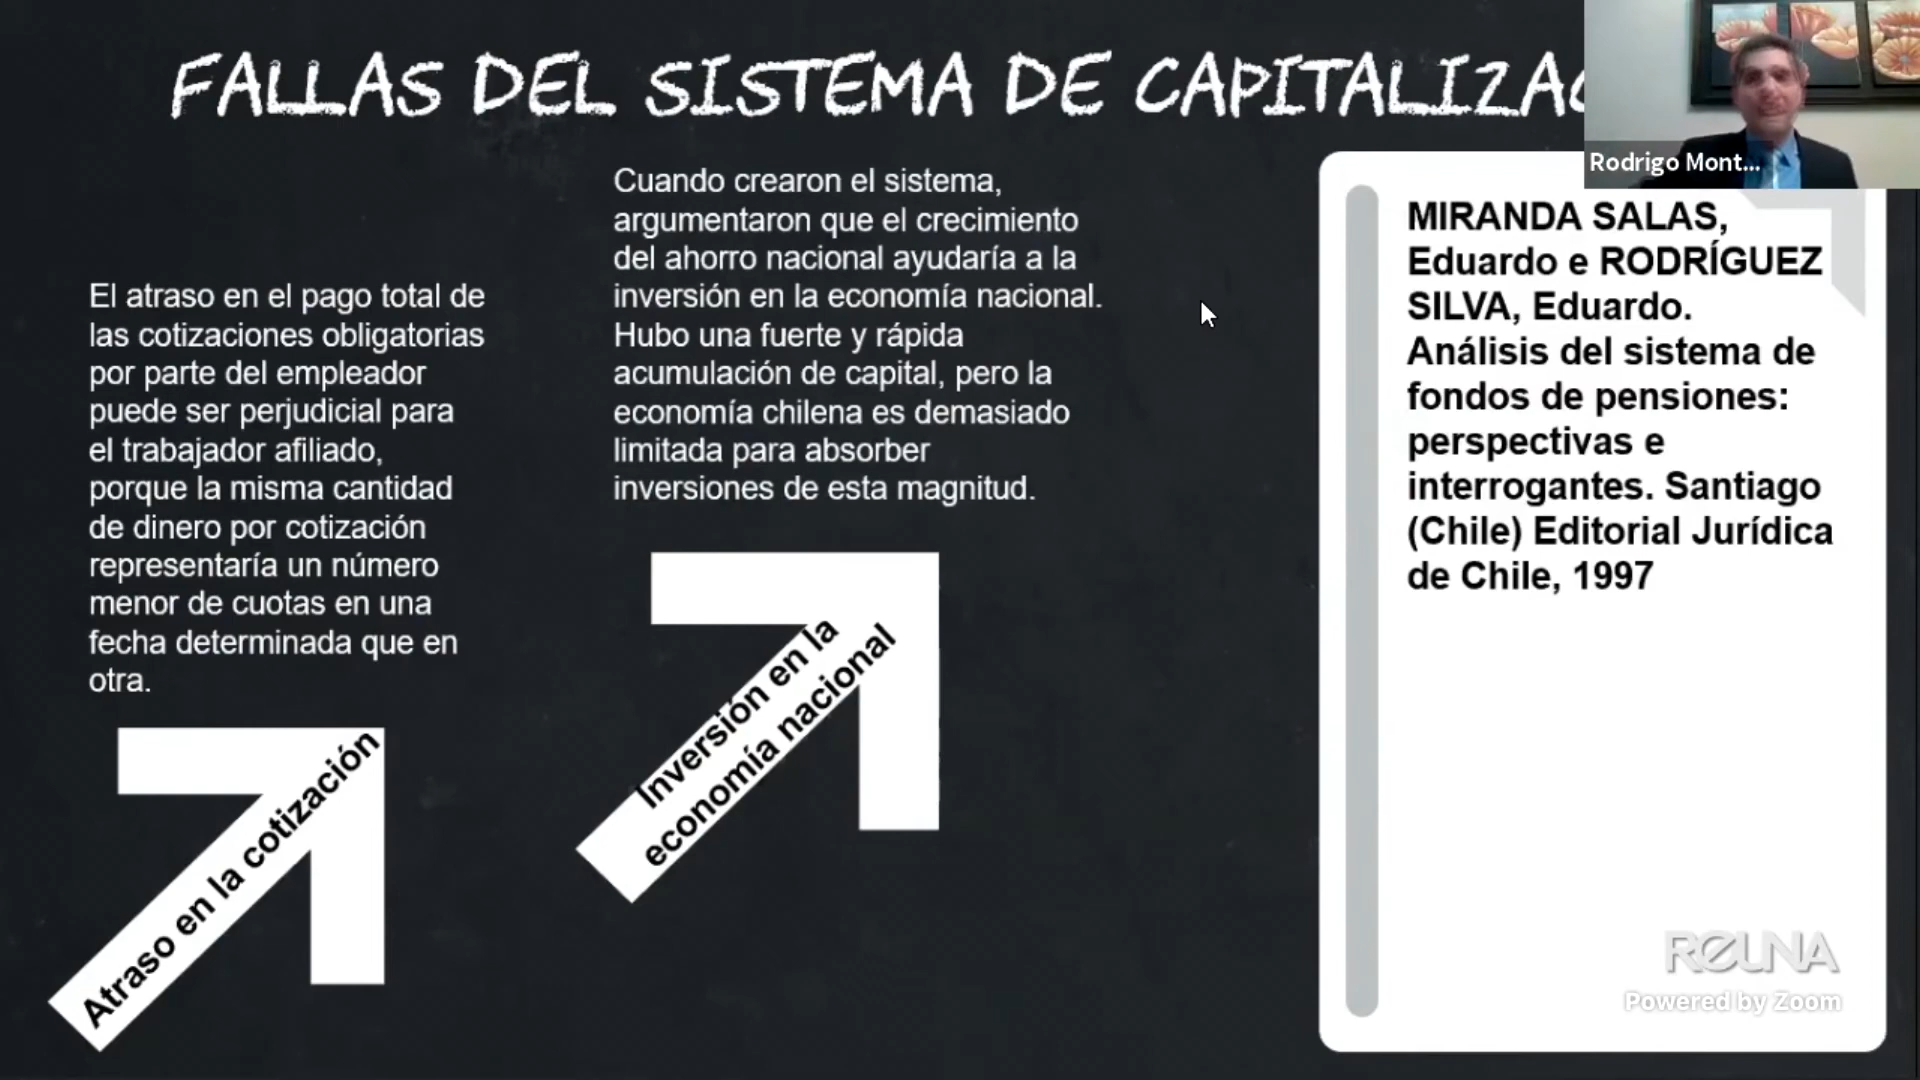 FALLAS DEL SISTEMA DE CAPITALIZAC
Rodrigo Mont...
El atraso en el pago total de
las cotizaciones obligatorias
por parte del empleador
puede ser perjudicial para
el trabajador afiliado,
porque la misma cantidad
de dinero por cotización
representaría un número
menor de cuotas en una
fecha determinada que en
otra.
Atraso en la cotización
Cuando crearon el sistema,
argumentaron que el crecimiento
del ahorro nacional ayudaría a la
inversión en la economía nacional.
Hubo una fuerte y rápida
acumulación de capital, pero la
economía chilena es demasiado
limitada para absorber
inversiones de esta magnitud.
Inversión en la
economía nacional
MIRANDA SALAS,
Eduardo e RODRÍGUEZ
SILVA, Eduardo.
Análisis del sistema de
fondos de pensiones:
perspectivas e
interrogantes. Santiago
(Chile) Editorial Jurídica
de Chile, 1997
REUNA
Powered by Zoom